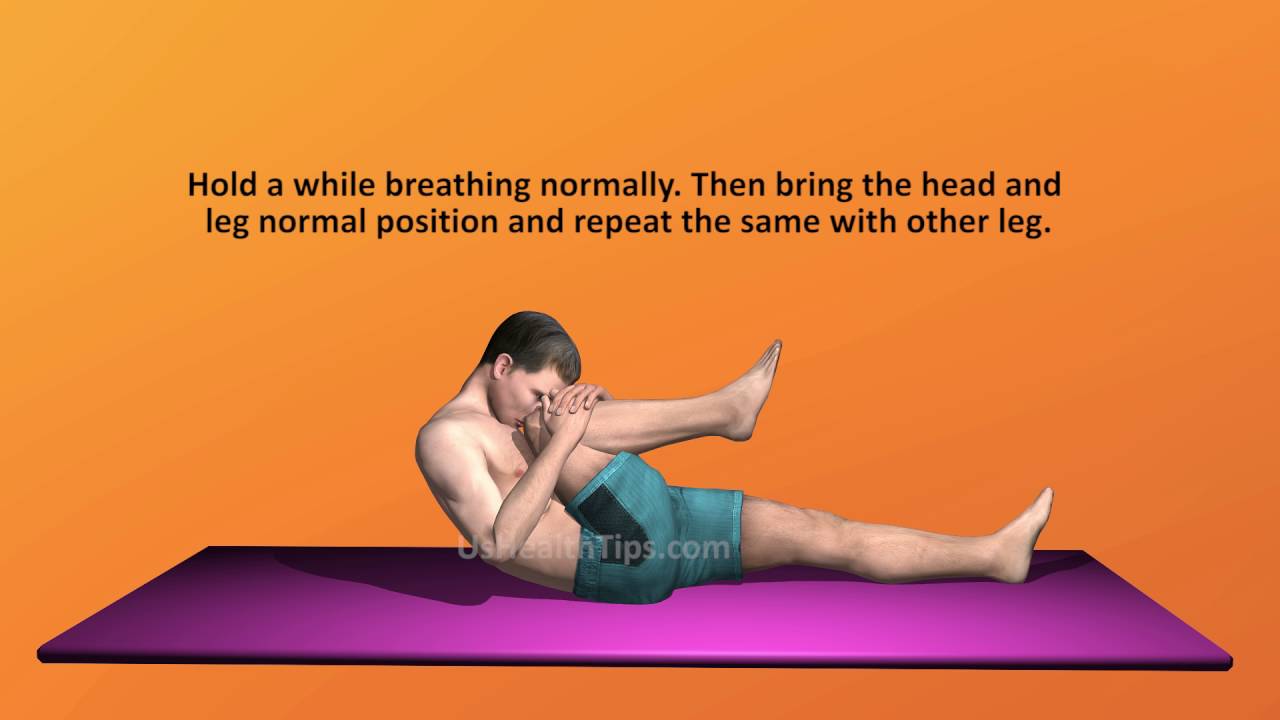 Hold a while breathing normally. Then bring the head and
leg normal position and repeat the same with other leg.
UsHealthTips.com